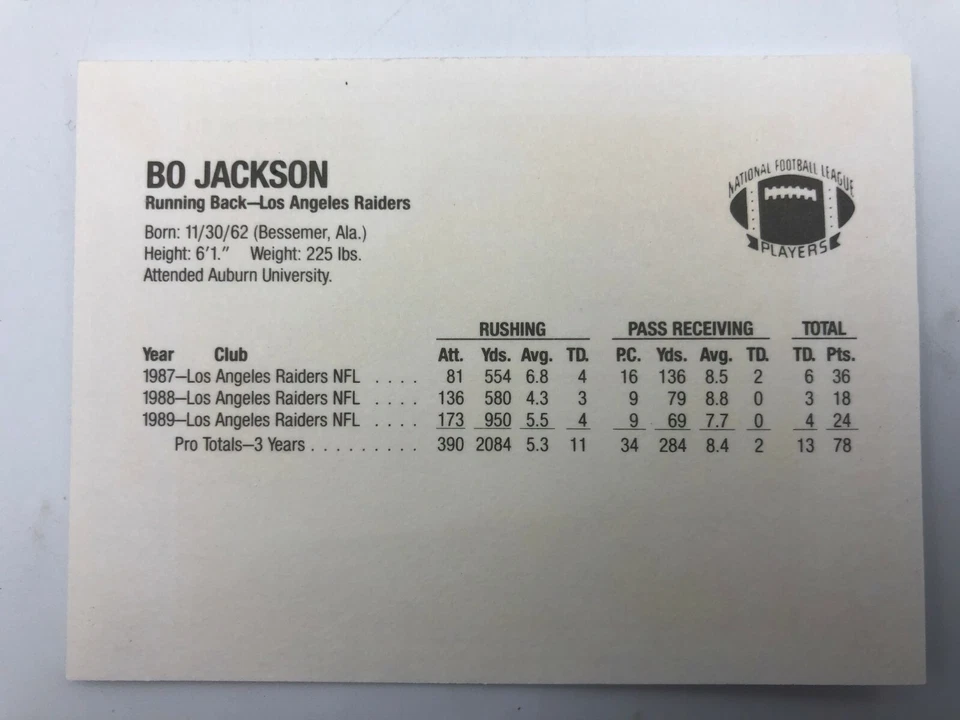 BO JACKSON
Running Back—Los Angeles Raiders
Born: 11/30/62 (Bessemer, Ala.)
Height: 6'1." Weight: 225 lbs.
Attended Auburn University.
NATIONAL FOOTBALL LEAGUE
PLAYERS
RUSHING PASS RECEIVING TOTAL
Year Club Att. Yds. Avg. TD. P.C. Yds. Avg. TD. TD. Pts.
1987—Los Angeles Raiders NFL . . . . 81 554 6.8 4 16 136 8.5 2 6 36
1988—Los Angeles Raiders NFL . . . . 136 580 4.3 3 9 79 8.8 0 3 18
1989—Los Angeles Raiders NFL . . . . 173 950 5.5 4 9 69 7.7 0 4 24
Pro Totals—3 Years . . . . . . . . . 390 2084 5.3 11 34 284 8.4 2 13 78